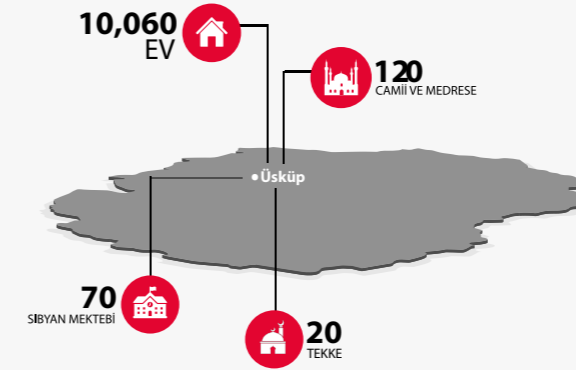 10,060
EV
120
CAMİİ VE MEDRESE
Üsküp
70
SIBYAN MEKTEBİ
20
TEKKE